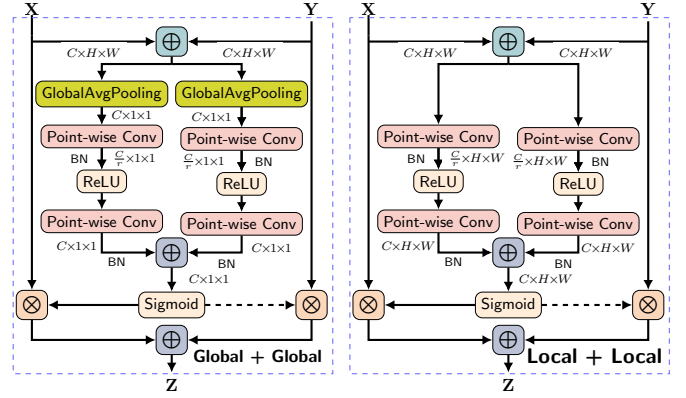 X Y
C×H×W C×H×W
GlobalAvgPooling GlobalAvgPooling
C×1×1 C×1×1
Point-wise Conv Point-wise Conv
BN C/r×1×1 C/r×1×1 BN
ReLU ReLU
Point-wise Conv Point-wise Conv
C×1×1 C×1×1
BN BN
C×1×1
Sigmoid
Global + Global
Z
X Y
C×H×W C×H×W
Point-wise Conv Point-wise Conv
BN C/r×H×W C/r×H×W BN
ReLU ReLU
Point-wise Conv Point-wise Conv
C×H×W C×H×W
BN BN
C×H×W
Sigmoid
Local + Local
Z